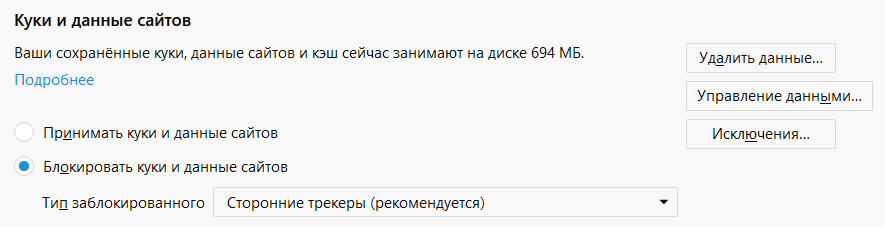 Куки и данные сайтов
Ваши сохранённые куки, данные сайтов и кэш сейчас занимают на диске 694 МБ.
Удалить данные...
Подробнее
Управление данными...
Принимать куки и данные сайтов
Исключения...
Блокировать куки и данные сайтов
Тип заблокированного
Сторонние трекеры (рекомендуется)